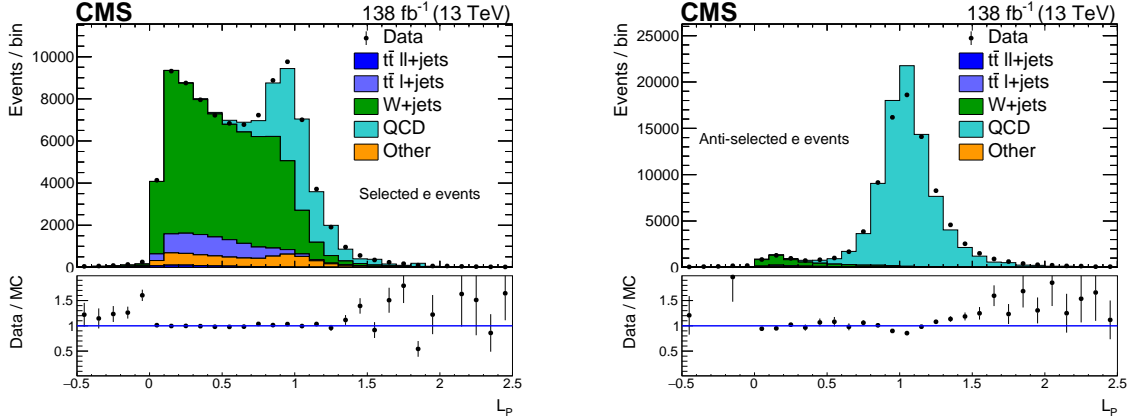 CMS 138 fb⁻¹ (13 TeV)
Events / bin
10000
8000
6000
4000
2000
0
Data
tt̄ ll+jets
tt̄ l+jets
W+jets
QCD
Other
Selected e events
Data / MC
1.5
1
0.5
−0.5 0 0.5 1 1.5 2 2.5
L_P
CMS 138 fb⁻¹ (13 TeV)
Events / bin
25000
20000
15000
10000
5000
0
Data
tt̄ ll+jets
tt̄ l+jets
W+jets
QCD
Other
Anti-selected e events
Data / MC
1.5
1
0.5
−0.5 0 0.5 1 1.5 2 2.5
L_P